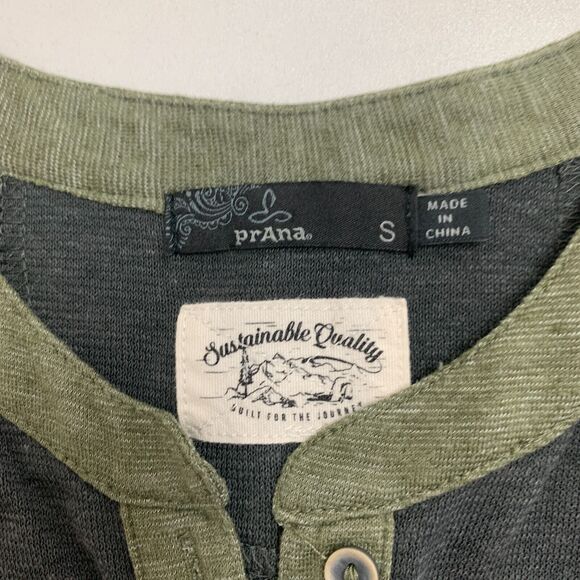 prAna®
S
MADE
IN
CHINA
Sustainable Quality
BUILT FOR THE JOURNEY